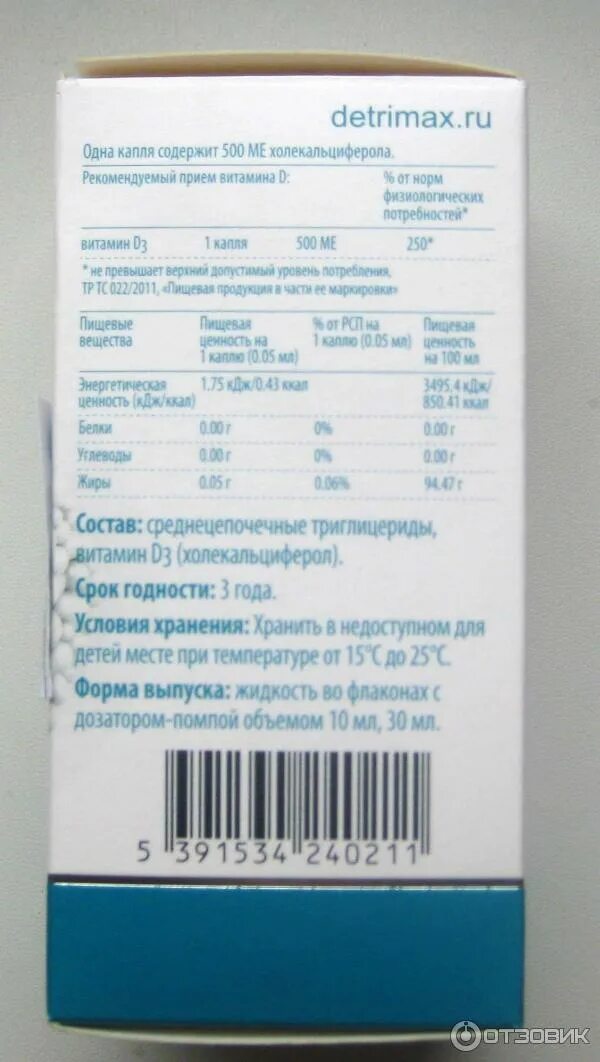 detrimax.ru
Одна капля содержит 500 МЕ холекальциферола.
Рекомендуемый прием витамина D: % от норм
физиологических
потребностей*
витамин D3 1 капля 500 МЕ 250*
* не превышает верхний допустимый уровень потребления,
ТР ТС 022/2011, «Пищевая продукция в части ее маркировки»
Пищевые Пищевая % от РСП на Пищевая
вещества ценность на 1 каплю (0.05 мл) ценность
1 каплю (0.05 мл) на 100 мл
Энергетическая 1.75 кДж/0.43 ккал 3495.4 кДж/
ценность (кДж/ккал) 850.41 ккал
Белки 0.00 г 0% 0.00 г
Углеводы 0.00 г 0% 0.00 г
Жиры 0.05 г 0.06% 94.47 г
Состав: среднецепочечные триглицериды,
витамин D3 (холекальциферол).
Срок годности: 3 года.
Условия хранения: Хранить в недоступном для
детей месте при температуре от 15°С до 25°С.
Форма выпуска: жидкость во флаконах с
дозатором-помпой объемом 10 мл, 30 мл.
5 391534 240211
ОТЗОВИК